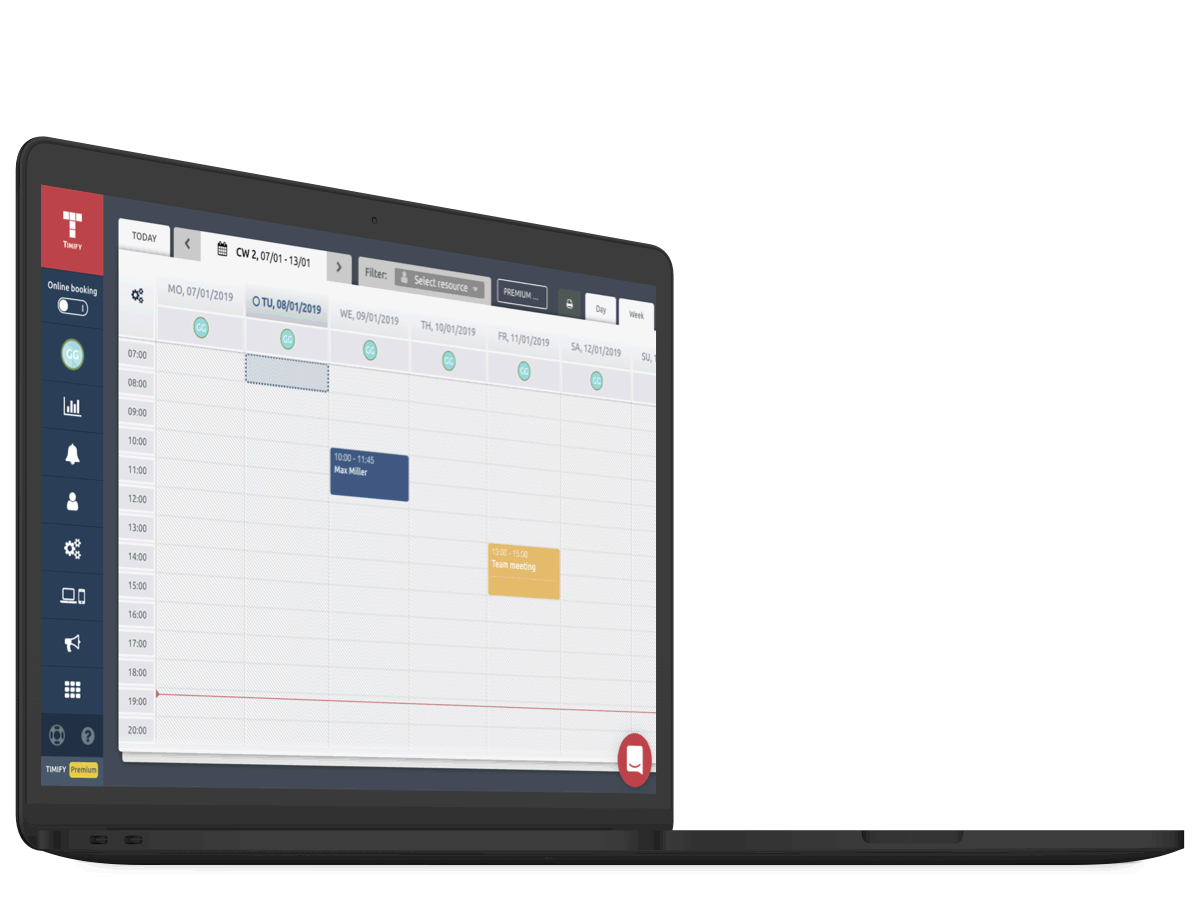 TIMIFY
Online booking
GG
TIMIFY Premium
TODAY
CW 2, 07/01 - 13/01
Filter:
Select resource
PREMIUM ...
Day
Week
MO, 07/01/2019
TU, 08/01/2019
WE, 09/01/2019
TH, 10/01/2019
FR, 11/01/2019
SA, 12/01/2019
SU, 1
GG
GG
GG
GG
GG
GG
07:00
08:00
09:00
10:00
11:00
12:00
13:00
14:00
15:00
16:00
17:00
18:00
19:00
20:00
10:00 - 11:45
Max Miller
13:00 - 15:00
Team meeting